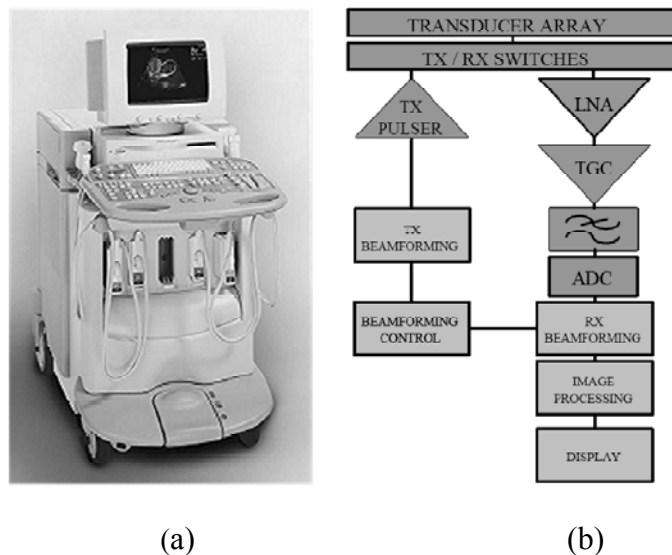 TRANSDUCER ARRAY
TX / RX SWITCHES
TX
PULSER
LNA
TGC
TX
BEAMFORMING
ADC
BEAMFORMING
CONTROL
RX
BEAMFORMING
IMAGE
PROCESSING
DISPLAY
(a)
(b)